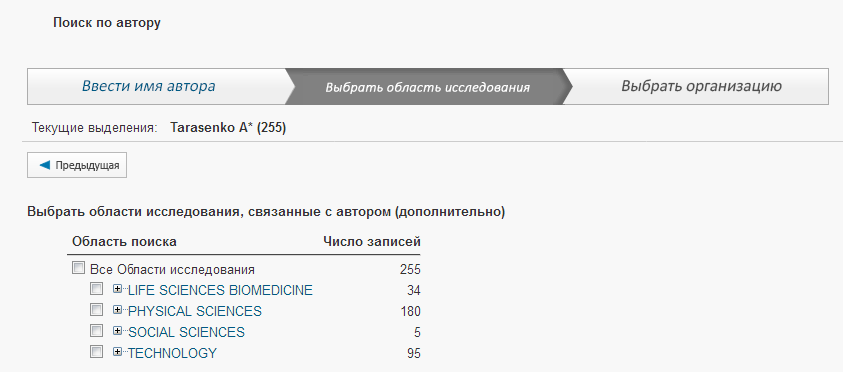 Поиск по автору
Ввести имя автора Выбрать область исследования Выбрать организацию
Текущие выделения: Tarasenko A* (255)
Предыдущая
Выбрать области исследования, связанные с автором (дополнительно)
Область поиска Число записей
Все Области исследования 255
LIFE SCIENCES BIOMEDICINE 34
PHYSICAL SCIENCES 180
SOCIAL SCIENCES 5
TECHNOLOGY 95